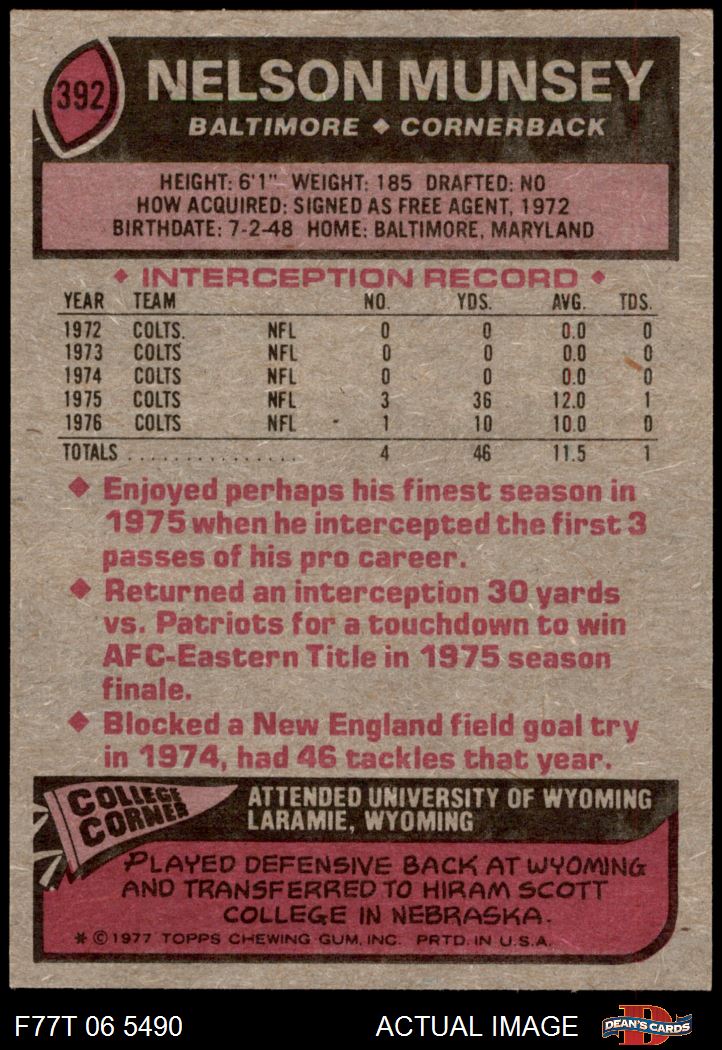 392
NELSON MUNSEY
BALTIMORE ◆ CORNERBACK
HEIGHT: 6'1" WEIGHT: 185 DRAFTED: NO
HOW ACQUIRED: SIGNED AS FREE AGENT, 1972
BIRTHDATE: 7-2-48 HOME: BALTIMORE, MARYLAND
◆ INTERCEPTION RECORD ◆
YEAR TEAM NO. YDS. AVG. TDS.
1972 COLTS. NFL 0 0 0.0 0
1973 COLTS NFL 0 0 0.0 0
1974 COLTS NFL 0 0 0.0 0
1975 COLTS NFL 3 36 12.0 1
1976 COLTS NFL 1 10 10.0 0
TOTALS ............... 4 46 11.5 1
◆ Enjoyed perhaps his finest season in
1975 when he intercepted the first 3
passes of his pro career.
◆ Returned an interception 30 yards
vs. Patriots for a touchdown to win
AFC-Eastern Title in 1975 season
finale.
◆ Blocked a New England field goal try
in 1974, had 46 tackles that year.
COLLEGE
CORNER
ATTENDED UNIVERSITY OF WYOMING
LARAMIE, WYOMING
PLAYED DEFENSIVE BACK AT WYOMING
AND TRANSFERRED TO HIRAM SCOTT
COLLEGE IN NEBRASKA.
* © 1977 TOPPS CHEWING GUM, INC. PRTD. IN U.S.A.
F77T 06 5490 ACTUAL IMAGE DEAN'S CARDS